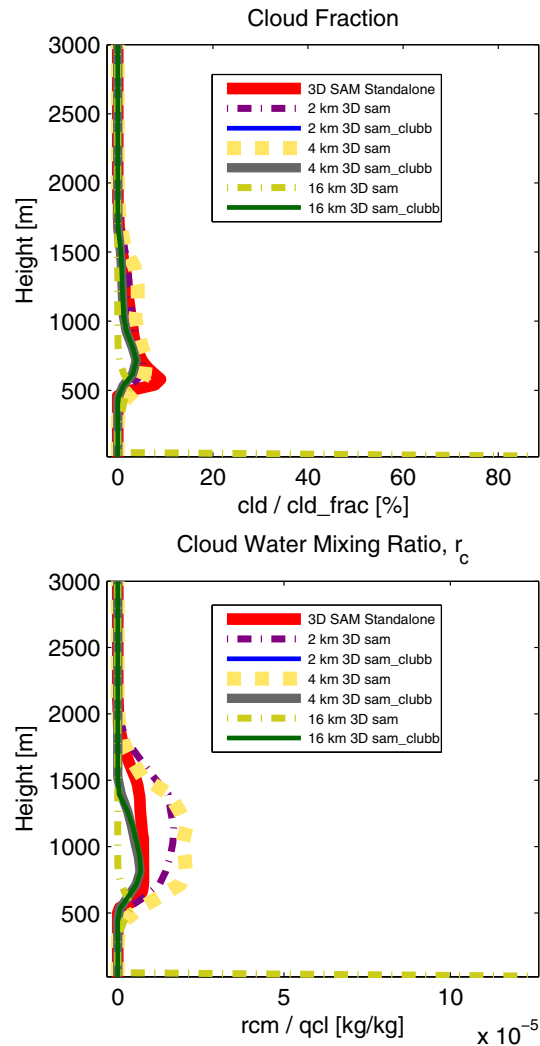 Cloud Fraction
3000
2500
2000
1500
1000
500
Height [m]
3D SAM Standalone
2 km 3D sam
2 km 3D sam_clubb
4 km 3D sam
4 km 3D sam_clubb
16 km 3D sam
16 km 3D sam_clubb
0 20 40 60 80
cld / cld_frac [%]
Cloud Water Mixing Ratio, r_c
3000
2500
2000
1500
1000
500
Height [m]
3D SAM Standalone
2 km 3D sam
2 km 3D sam_clubb
4 km 3D sam
4 km 3D sam_clubb
16 km 3D sam
16 km 3D sam_clubb
0 5 10
rcm / qcl [kg/kg]
x 10⁻⁵